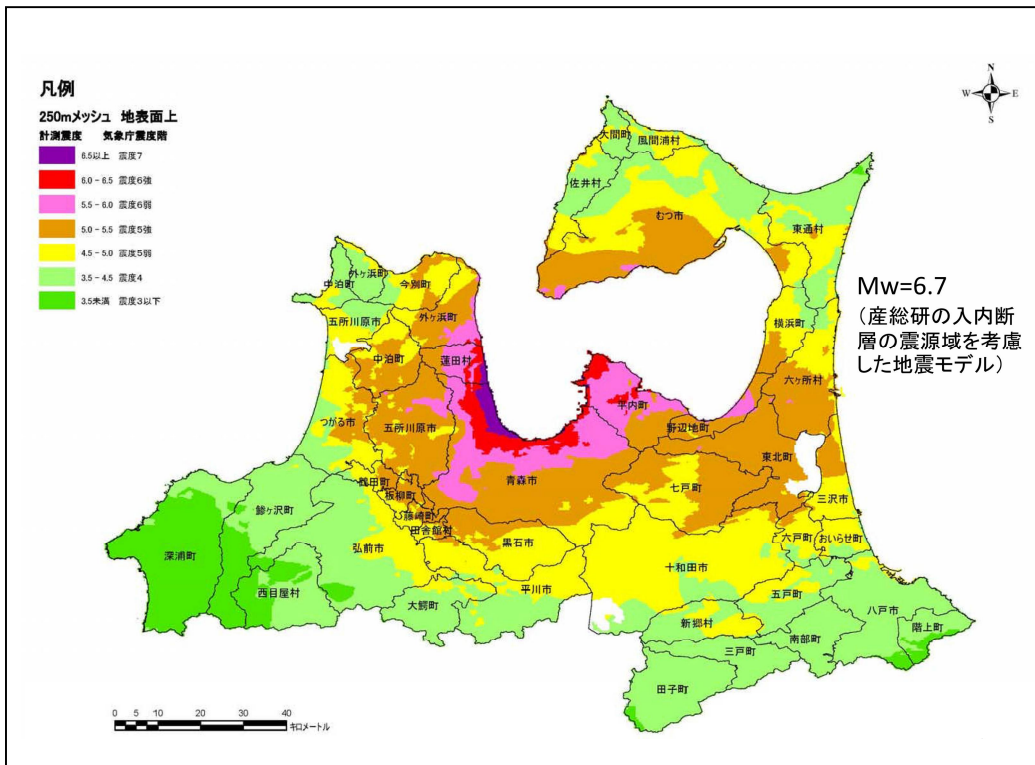 凡例
250mメッシュ 地表面上
計測震度 気象庁震度階
6.5以上 震度7
6.0 - 6.5 震度6強
5.5 - 6.0 震度6弱
5.0 - 5.5 震度5強
4.5 - 5.0 震度5弱
3.5 - 4.5 震度4
3.5未満 震度3以下
N
W E
S
大間町
風間浦村
佐井村
むつ市
東通村
外ヶ浜町
中泊町
今別町
五所川原市
外ヶ浜町
横浜町
Mw=6.7
(産総研の入内断
層の震源域を考慮
した地震モデル)
中泊町
蓬田村
六ヶ所村
平内町
つがる市
五所川原市
野辺地町
東北町
青森市
七戸町
鶴田町
板柳町
三沢市
藤崎町
田舎館村
鰺ヶ沢町
弘前市
黒石市
六戸町
おいらせ町
深浦町
十和田市
西目屋村
平川市
五戸町
大鰐町
八戸市
新郷村
南部町
階上町
三戸町
田子町
0 5 10 20 30 40
キロメートル